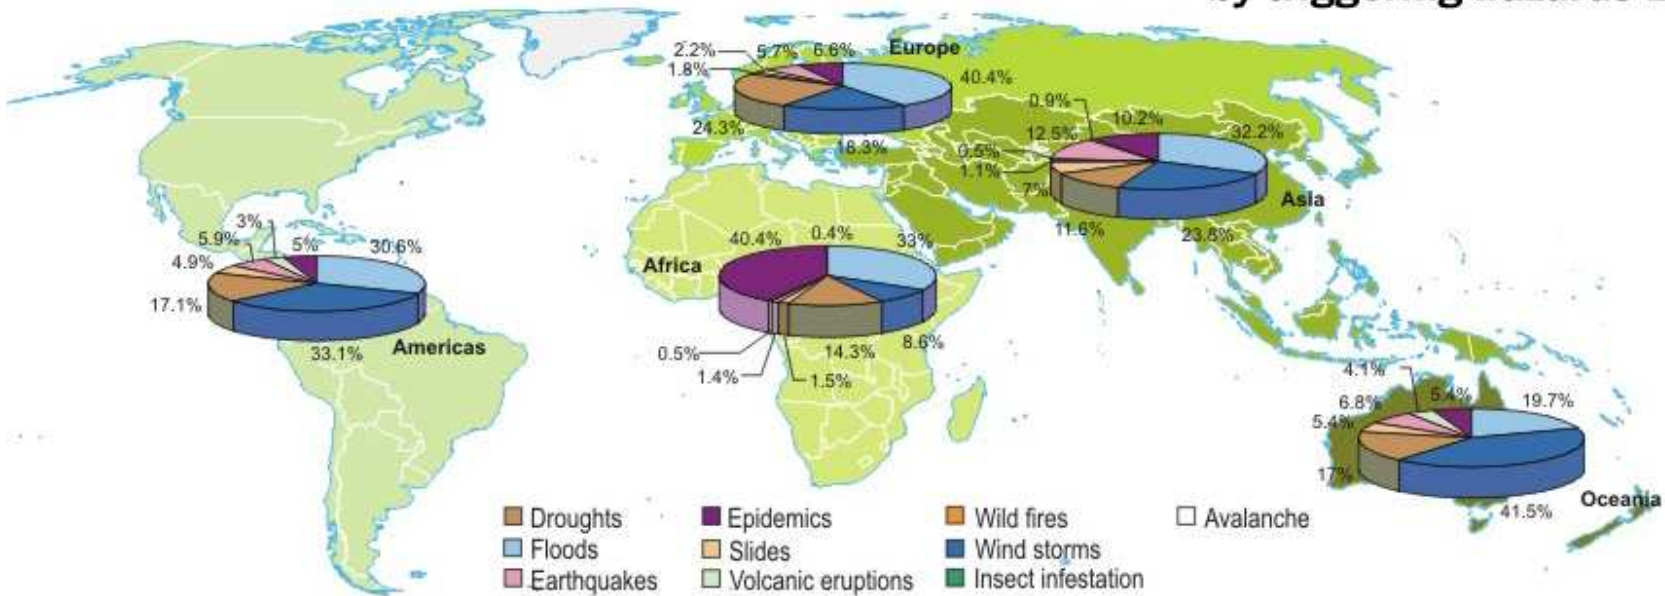 by triggering hazards
Europe
2.2% 5.7% 6.6%
1.8%
40.4%
24.3%
18.3%
0.9%
10.2%
12.5%
32.2%
0.5%
1.1%
7%
11.6%
23.8%
Asia
3%
5.9%
5%
30.6%
4.9%
17.1%
33.1%
Americas
40.4% 0.4% 33%
Africa
0.5%
14.3%
8.6%
1.4%
1.5%
4.1%
6.8%
5.4%
19.7%
5.4%
17%
Oceania
41.5%
Droughts
Floods
Earthquakes
Epidemics
Slides
Volcanic eruptions
Wild fires
Wind storms
Insect infestation
Avalanche